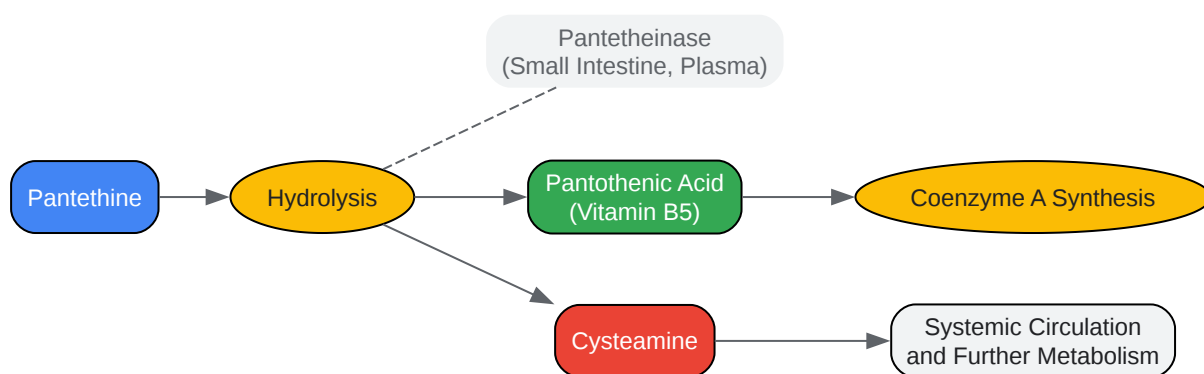 Pantetheinase
(Small Intestine, Plasma)
Pantethine
Hydrolysis
Pantothenic Acid
(Vitamin B5)
Coenzyme A Synthesis
Cysteamine
Systemic Circulation
and Further Metabolism